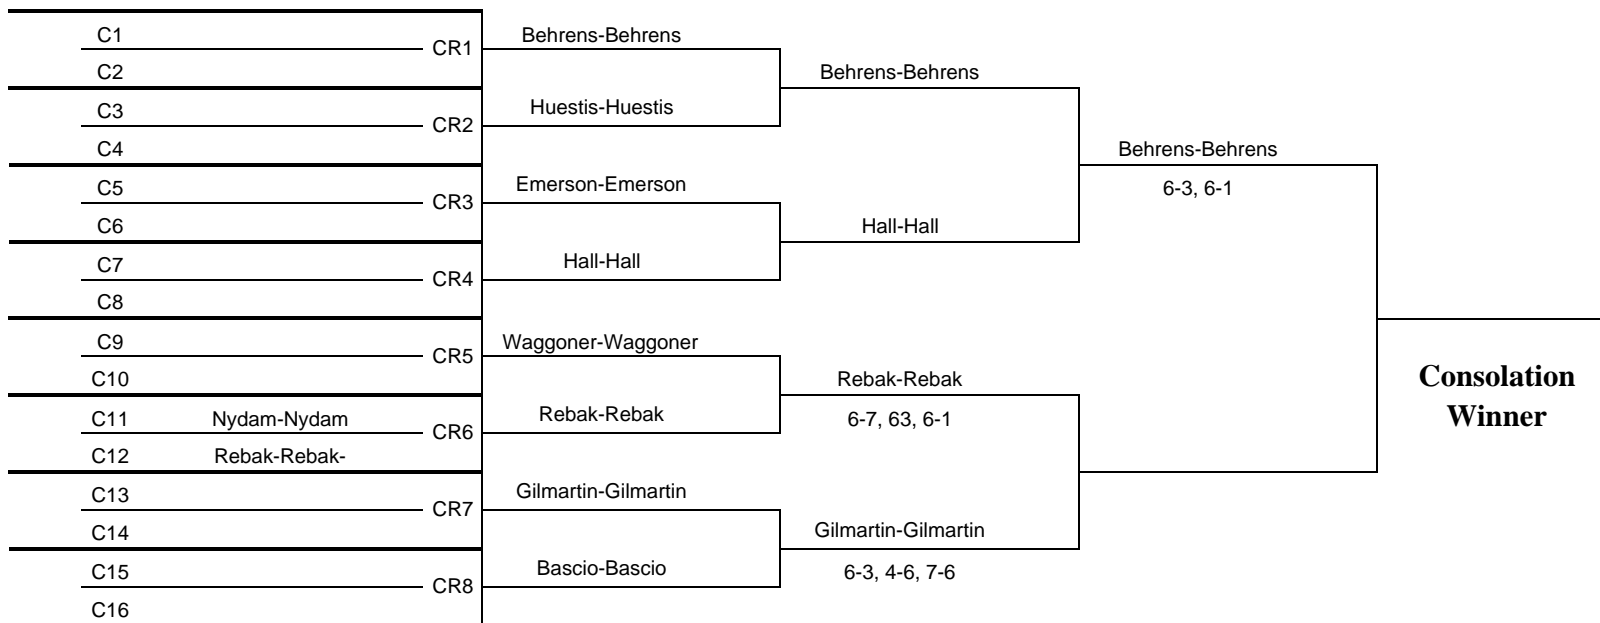 C1
CR1
Behrens-Behrens
C2
Behrens-Behrens
C3
CR2
Huestis-Huestis
C4
Behrens-Behrens
C5
CR3
Emerson-Emerson
6-3, 6-1
C6
Hall-Hall
C7
CR4
Hall-Hall
C8
C9
CR5
Waggoner-Waggoner
C10
Rebak-Rebak
Consolation
Winner
C11 Nydam-Nydam
CR6
Rebak-Rebak
6-7, 63, 6-1
C12 Rebak-Rebak-
C13
CR7
Gilmartin-Gilmartin
C14
Gilmartin-Gilmartin
C15
CR8
Bascio-Bascio
6-3, 4-6, 7-6
C16